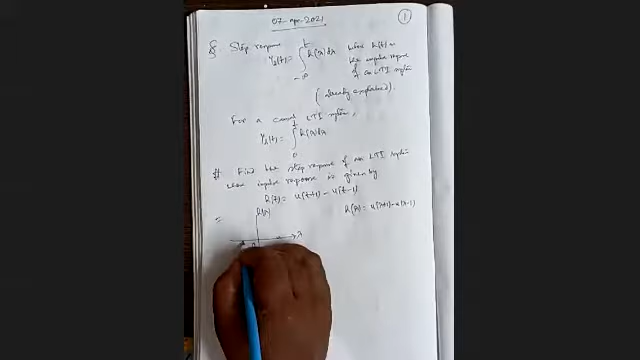 07-apr-2021
1
§ Step response
y_s(t) = ∫_{-∞}^{t} h(λ)dλ where h(t) is
the impulse response
of an LTI system
(already explained).
For a causal LTI system,
y_s(t) = ∫_{0}^{t} h(λ)dλ
# Find the step response of an LTI system
whose impulse response is given by
h(t) = u(t+1) - u(t-1)
h(λ) = u(λ+1) - u(λ-1)
h(λ)
λ